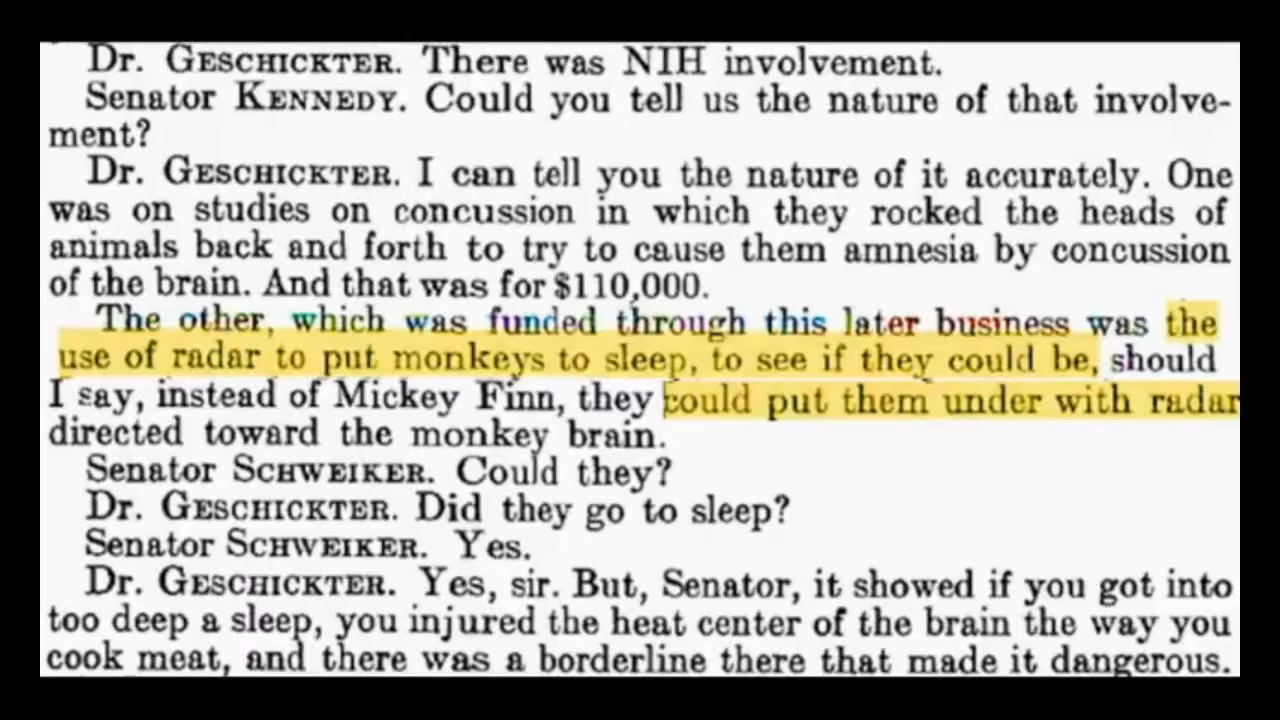 Dr. GESCHICKTER. There was NIH involvement.
Senator KENNEDY. Could you tell us the nature of that involve-
ment?
Dr. GESCHICKTER. I can tell you the nature of it accurately. One
was on studies on concussion in which they rocked the heads of
animals back and forth to try to cause them amnesia by concussion
of the brain. And that was for $110,000.
The other, which was funded through this later business was the
use of radar to put monkeys to sleep, to see if they could be, should
I say, instead of Mickey Finn, they could put them under with radar
directed toward the monkey brain.
Senator SCHWEIKER. Could they?
Dr. GESCHICKTER. Did they go to sleep?
Senator SCHWEIKER. Yes.
Dr. GESCHICKTER. Yes, sir. But, Senator, it showed if you got into
too deep a sleep, you injured the heat center of the brain the way you
cook meat, and there was a borderline there that made it dangerous.